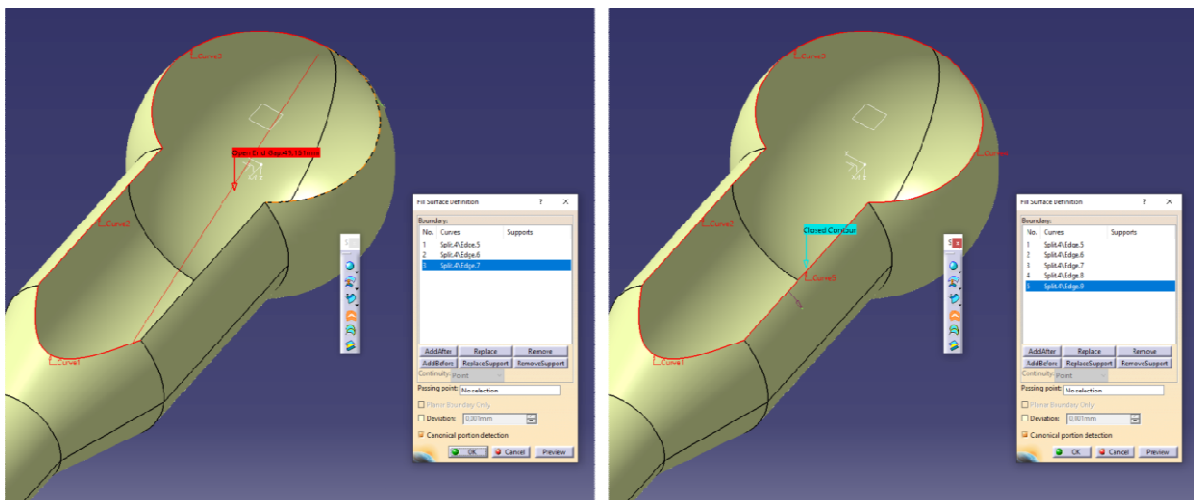 Curve3
Curve2
Curve1
Fill Surface Definition ? X
Boundary:
No. Curves Supports
1 Split.4\Edge.5
2 Split.4\Edge.6
3 Split.4\Edge.7
AddAfter Replace Remove
AddBefore ReplaceSupport RemoveSupport
Continuity: Point
Passing point: No selection
Planar Boundary Only
Deviation: 0.001mm
Canonical portion detection
OK Cancel Preview
Curve3
Curve4
Curve2
Closed Contour
Curve5
Curve1
Fill Surface Definition ? X
Boundary:
No. Curves Supports
1 Split.4\Edge.5
2 Split.4\Edge.6
3 Split.4\Edge.7
4 Split.4\Edge.8
5 Split.4\Edge.9
AddAfter Replace Remove
AddBefore ReplaceSupport RemoveSupport
Continuity: Point
Passing point: No selection
Planar Boundary Only
Deviation: 0.001mm
Canonical portion detection
OK Cancel Preview